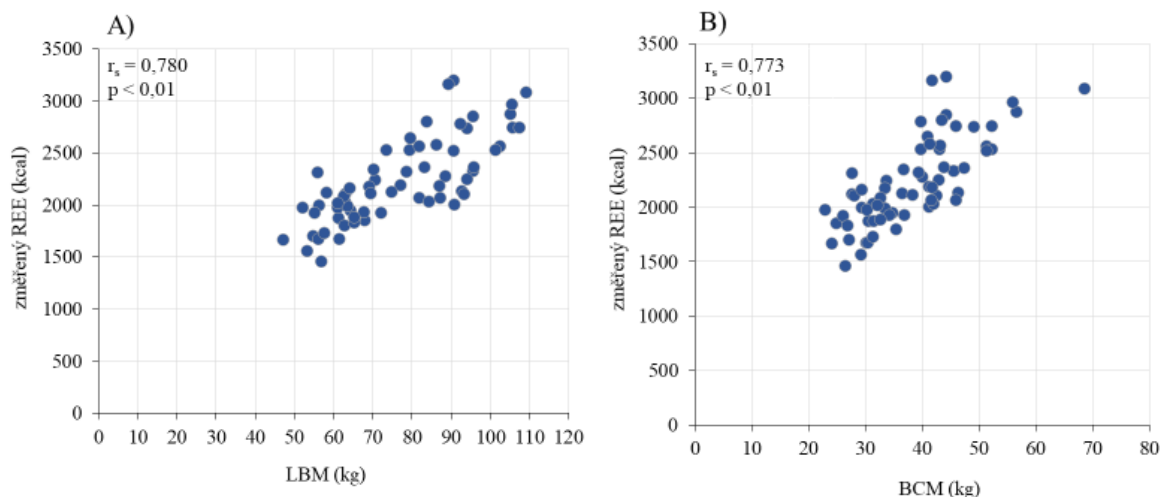 A)
r_s = 0,780
p < 0,01
změřený REE (kcal)
3500
3000
2500
2000
1500
1000
500
0
0 10 20 30 40 50 60 70 80 90 100 110 120
LBM (kg)
B)
r_s = 0,773
p < 0,01
změřený REE (kcal)
3500
3000
2500
2000
1500
1000
500
0
0 10 20 30 40 50 60 70 80
BCM (kg)